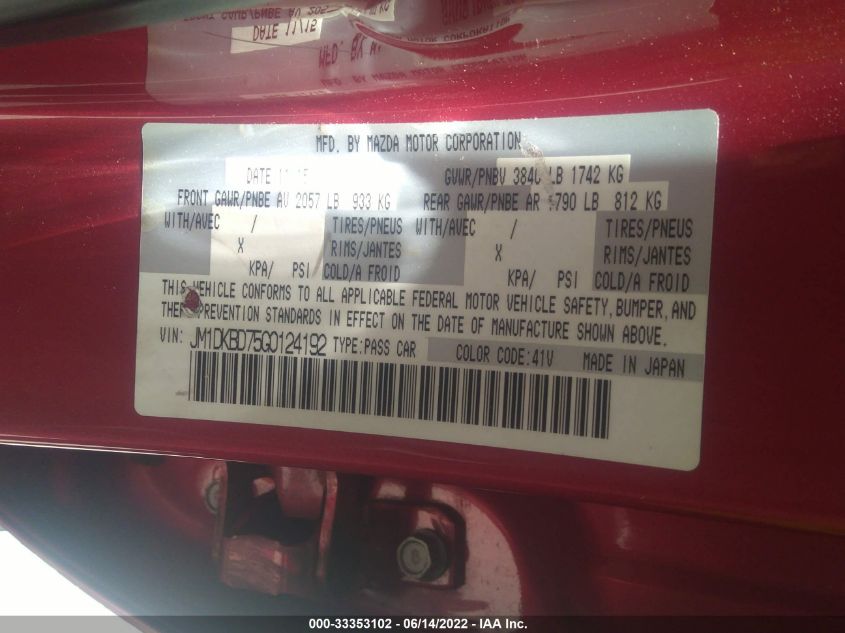 MFD. BY MAZDA MOTOR CORPORATION
DATE GVWR/PNBV LB 1742 KG
FRONT GAWR/PNBE AV 2057 LB 933 KG REAR GAWR/PNBE AR LB 812 KG
WITH/AVEC / TIRES/PNEUS WITH/AVEC / TIRES/PNEUS
X RIMS/JANTES X RIMS/JANTES
KPA/ PSI COLD/A FROID KPA/ PSI COLD/A FROID
THIS VEHICLE CONFORMS TO ALL APPLICABLE FEDERAL MOTOR VEHICLE SAFETY, BUMPER, AND
THEFT PREVENTION STANDARDS IN EFFECT ON THE DATE OF MANUFACTURE SHOWN ABOVE.
VIN: JM1DKBD75G0124192 TYPE:PASS CAR COLOR CODE:41V MADE IN JAPAN
000-33353102 - 06/14/2022 - IAA Inc.